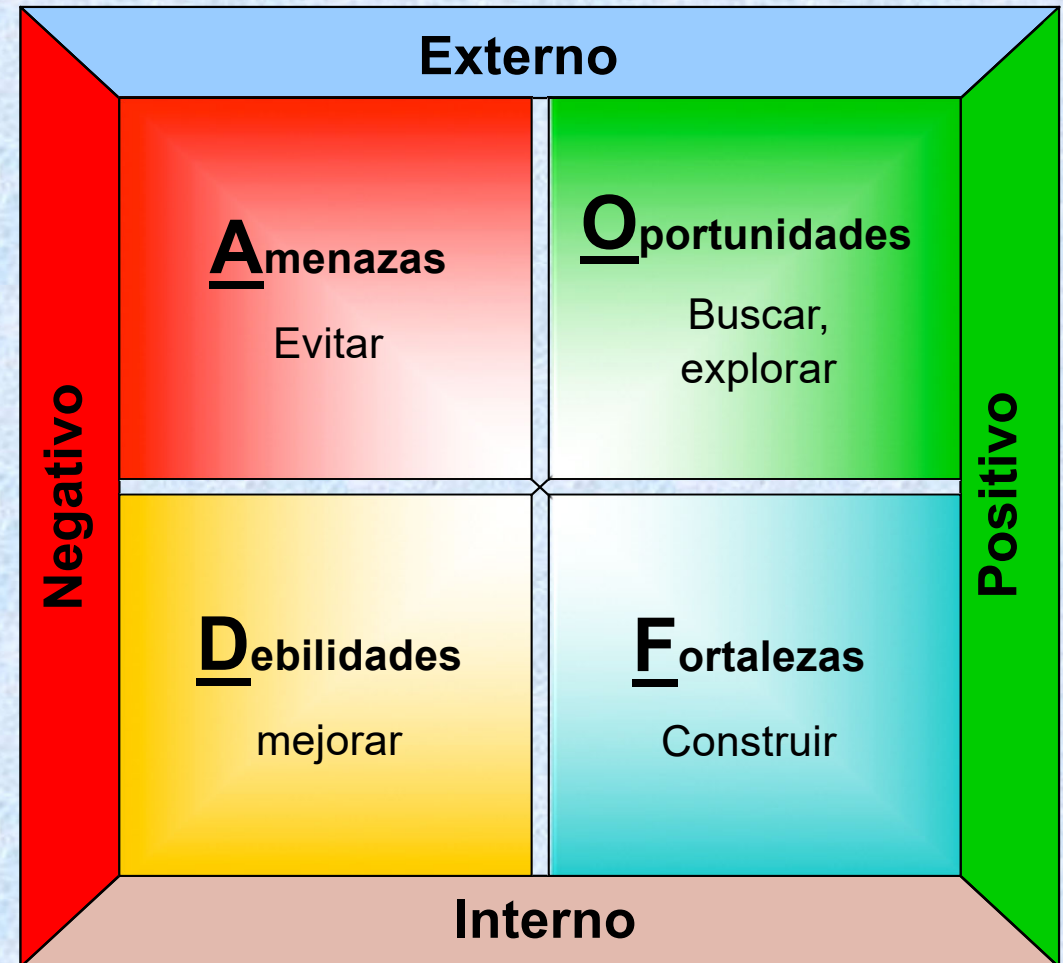 Externo
Amenazas
Evitar
Oportunidades
Buscar,
explorar
Negativo
Positivo
Debilidades
mejorar
Fortalezas
Construir
Interno